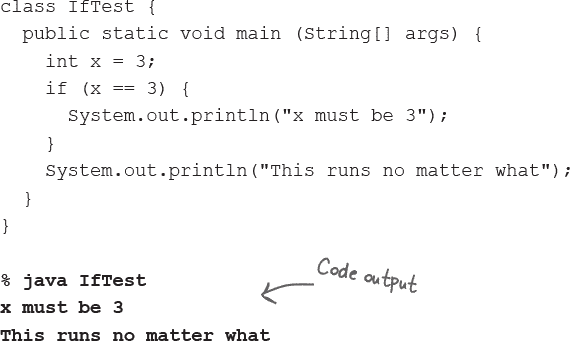 class IfTest {
  public static void main (String[] args) {
    int x = 3;
    if (x == 3) {
      System.out.println("x must be 3");
    }
    System.out.println("This runs no matter what");
  }
}
% java IfTest
Code output
x must be 3
This runs no matter what